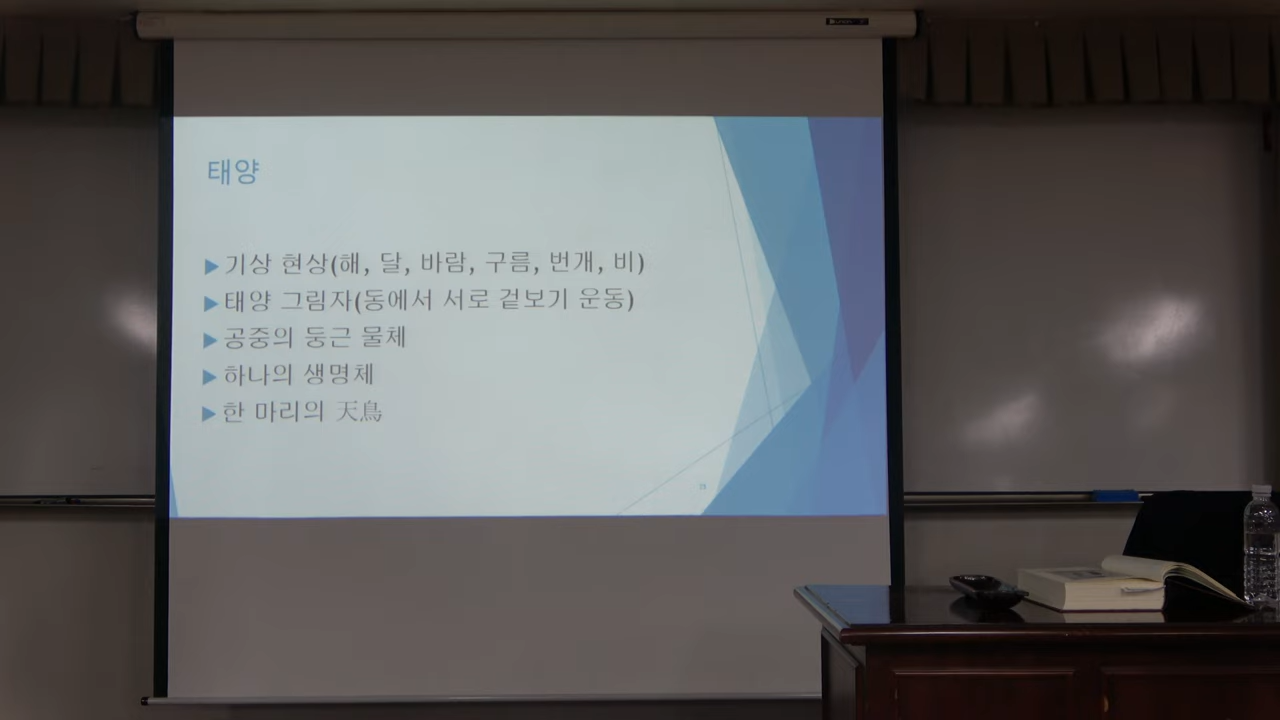 태양
기상 현상(해, 달, 바람, 구름, 번개, 비)
태양 그림자(동에서 서로 겉보기 운동)
공중의 둥근 물체
하나의 생명체
한 마리의 天鳥